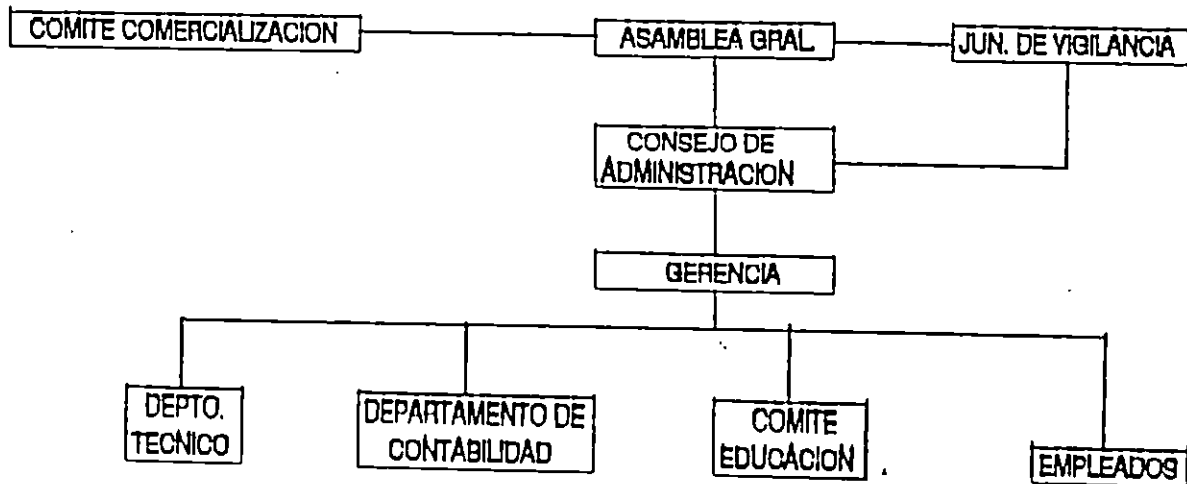 COMITE COMERCIALIZACION
ASAMBLEA GRAL.
JUN. DE VIGILANCIA
CONSEJO DE
ADMINISTRACION
GERENCIA
DEPTO.
TECNICO
DEPARTAMENTO DE
CONTABILIDAD
COMITE
EDUCACION
EMPLEADOS